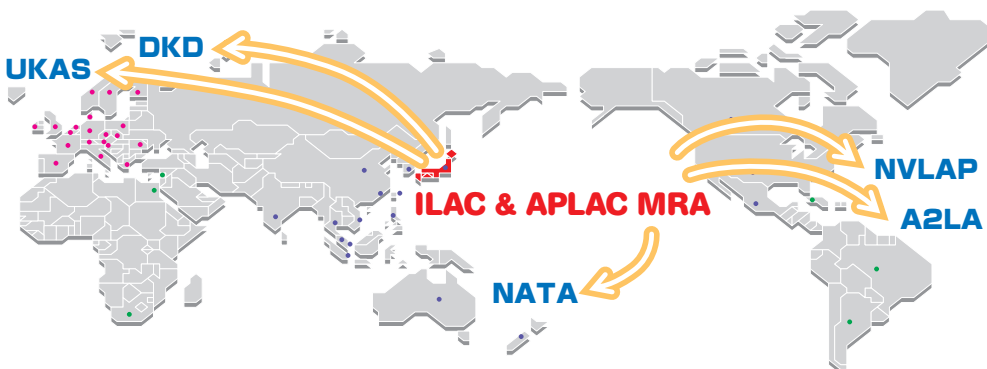 DKD
UKAS
NVLAP
ILAC & APLAC MRA
A2LA
NATA